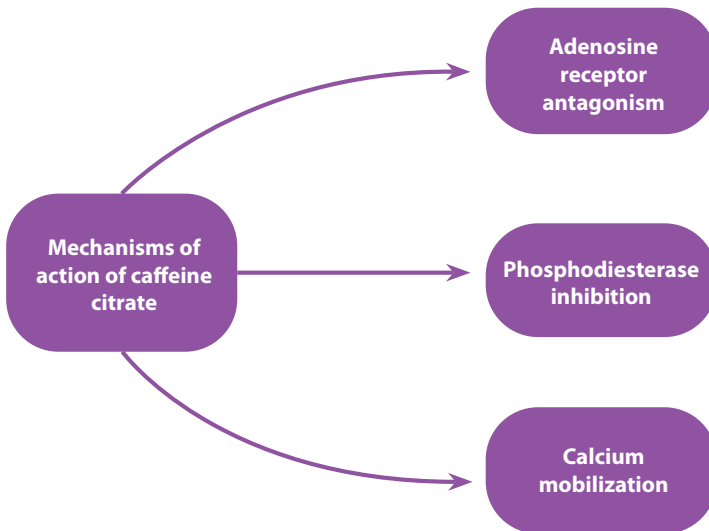 Mechanisms of
action of caffeine
citrate
Adenosine
receptor
antagonism
Phosphodiesterase
inhibition
Calcium
mobilization